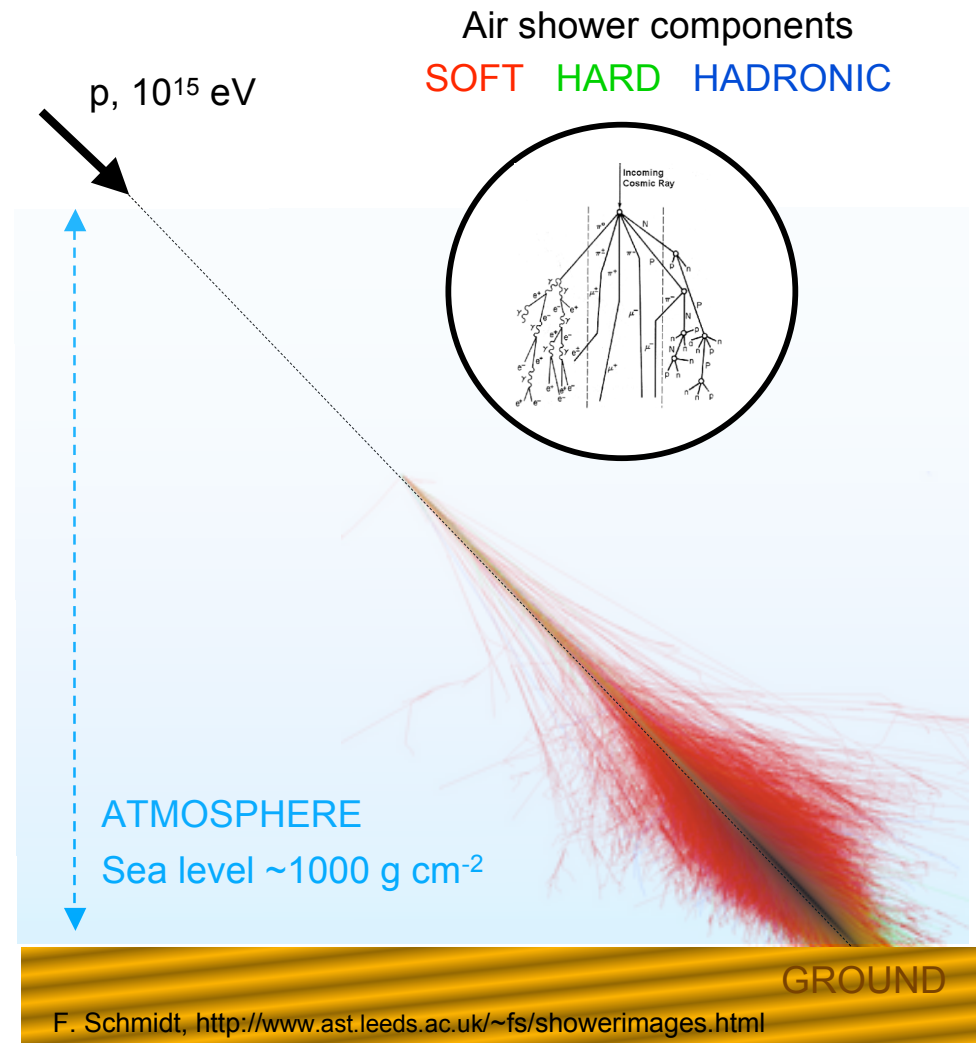 Air shower components
SOFT HARD HADRONIC
p, 10¹⁵ eV
Incoming
Cosmic Ray
π° N
π± π⁻
π⁺ P
p n
γ γ
e⁺ e⁻ e⁺
μ± π⁻ P
γ γ N
e⁻ e⁻ μ⁻ n p
e± n d n
N n p
e⁻ γ e⁺ e⁻ μ⁺ μ⁻ n P
p n
e⁺ e⁻ e⁻ n n p
ATMOSPHERE
Sea level ~1000 g cm⁻²
GROUND
F. Schmidt, http://www.ast.leeds.ac.uk/~fs/showerimages.html